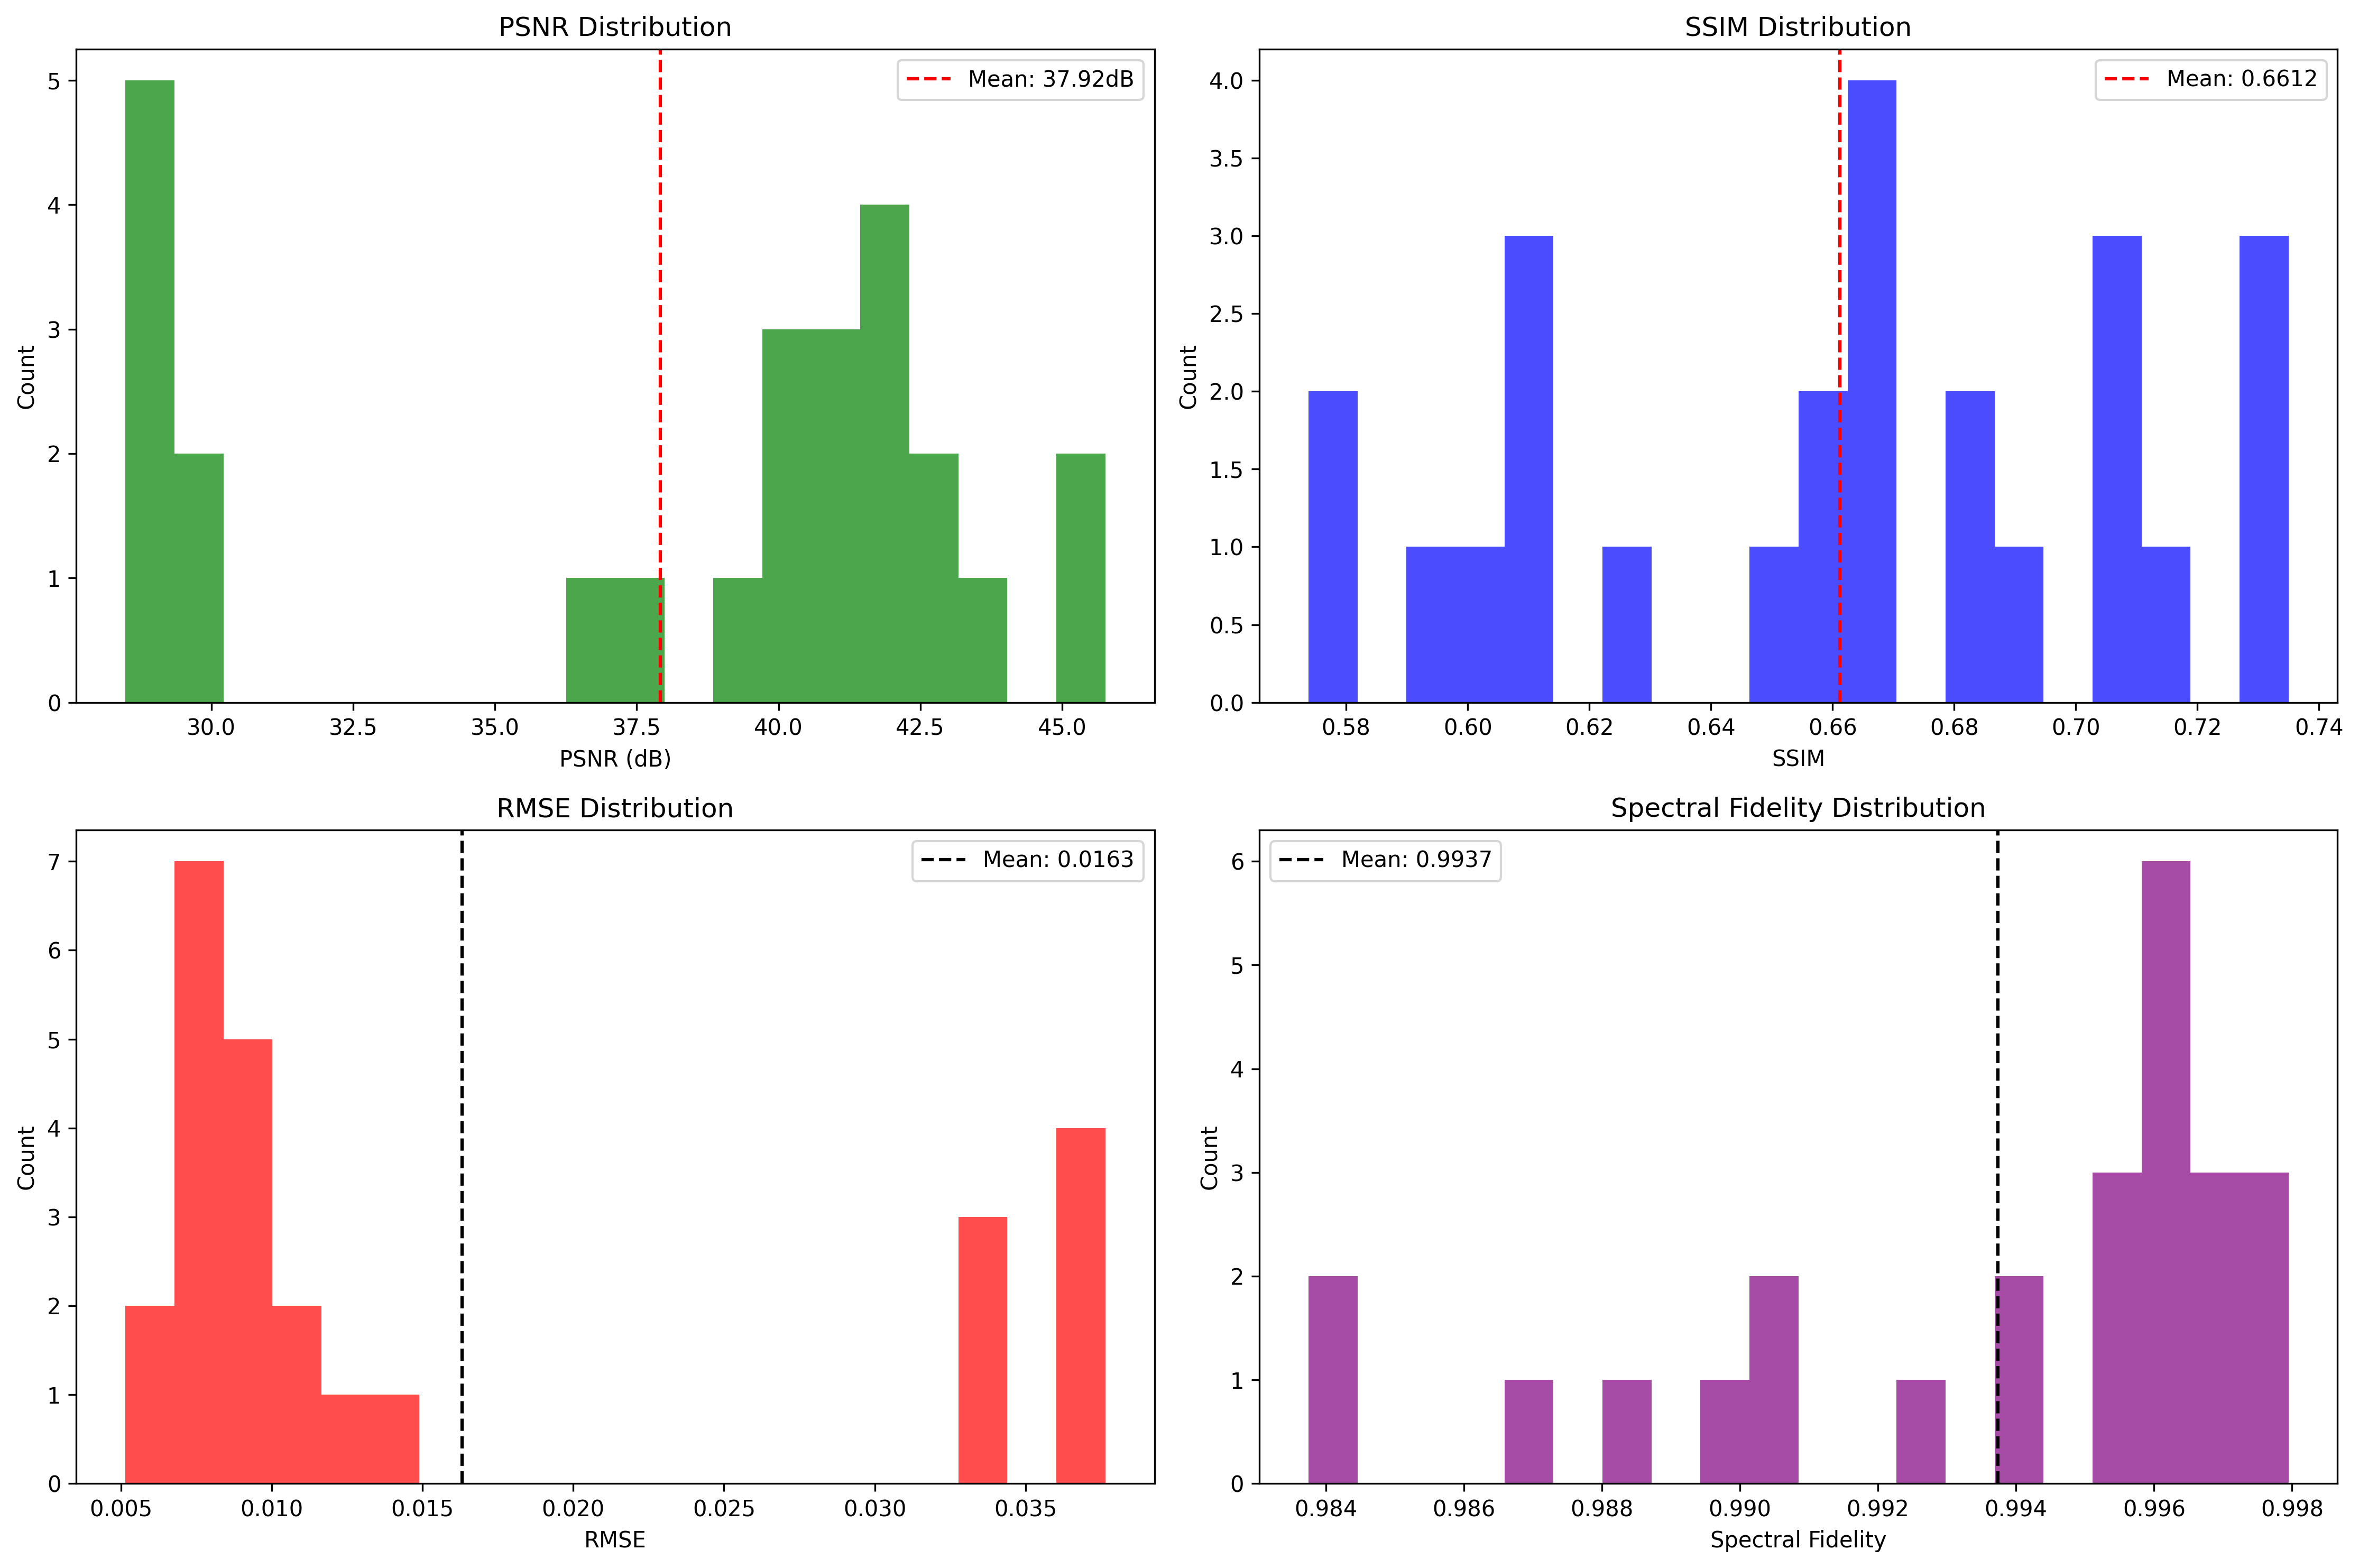 PSNR Distribution
Mean: 37.92dB
Count
5
4
3
2
1
0
30.0 32.5 35.0 37.5 40.0 42.5 45.0
PSNR (dB)
SSIM Distribution
Mean: 0.6612
Count
4.0
3.5
3.0
2.5
2.0
1.5
1.0
0.5
0.0
0.58 0.60 0.62 0.64 0.66 0.68 0.70 0.72 0.74
SSIM
RMSE Distribution
Mean: 0.0163
Count
7
6
5
4
3
2
1
0
0.005 0.010 0.015 0.020 0.025 0.030 0.035
RMSE
Spectral Fidelity Distribution
Mean: 0.9937
Count
6
5
4
3
2
1
0
0.984 0.986 0.988 0.990 0.992 0.994 0.996 0.998
Spectral Fidelity